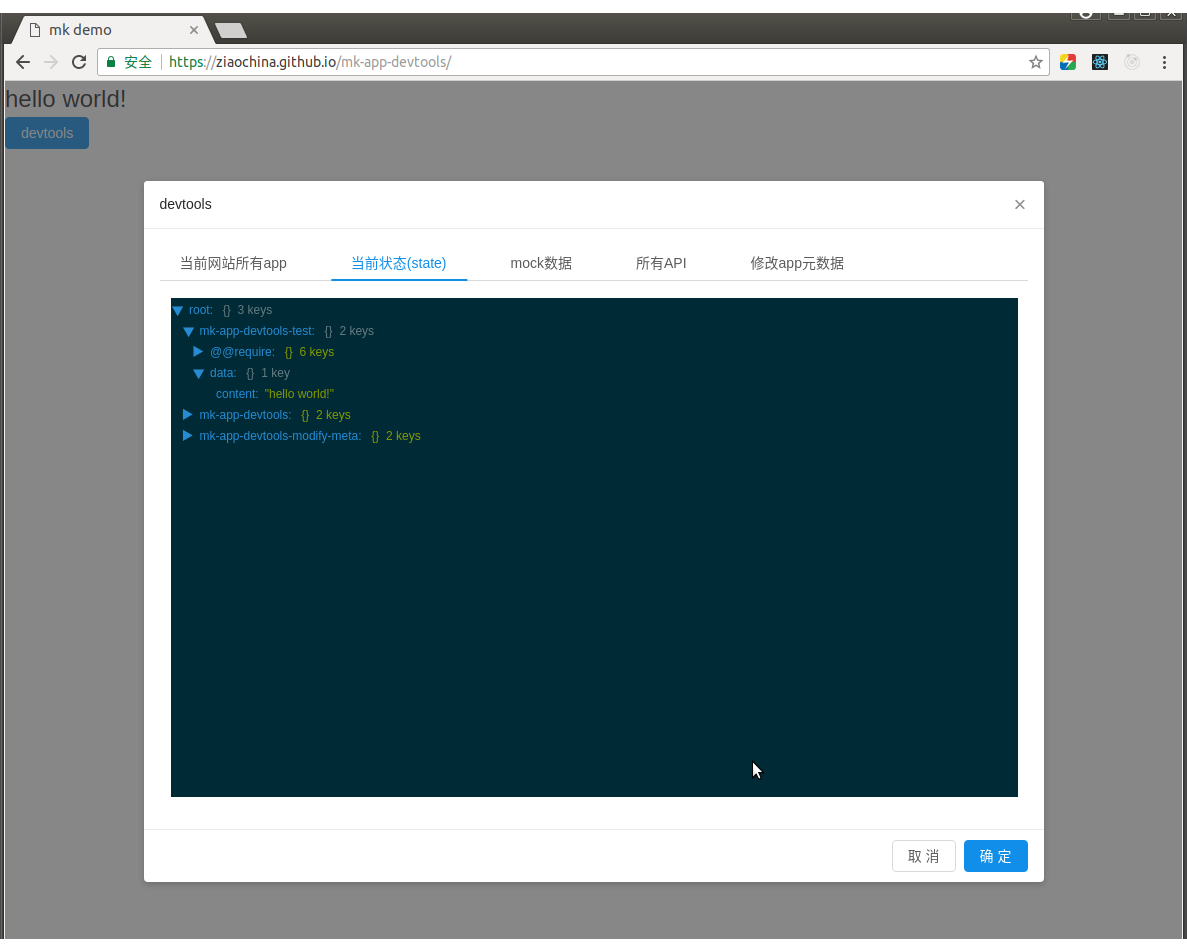 mk demo
安全 https://ziaochina.github.io/mk-app-devtools/
hello world!
devtools
devtools
当前网站所有app 当前状态(state) mock数据 所有API 修改app元数据
root: {} 3 keys
mk-app-devtools-test: {} 2 keys
@@require: {} 6 keys
data: {} 1 key
content: "hello world!"
mk-app-devtools: {} 2 keys
mk-app-devtools-modify-meta: {} 2 keys
取 消 确 定